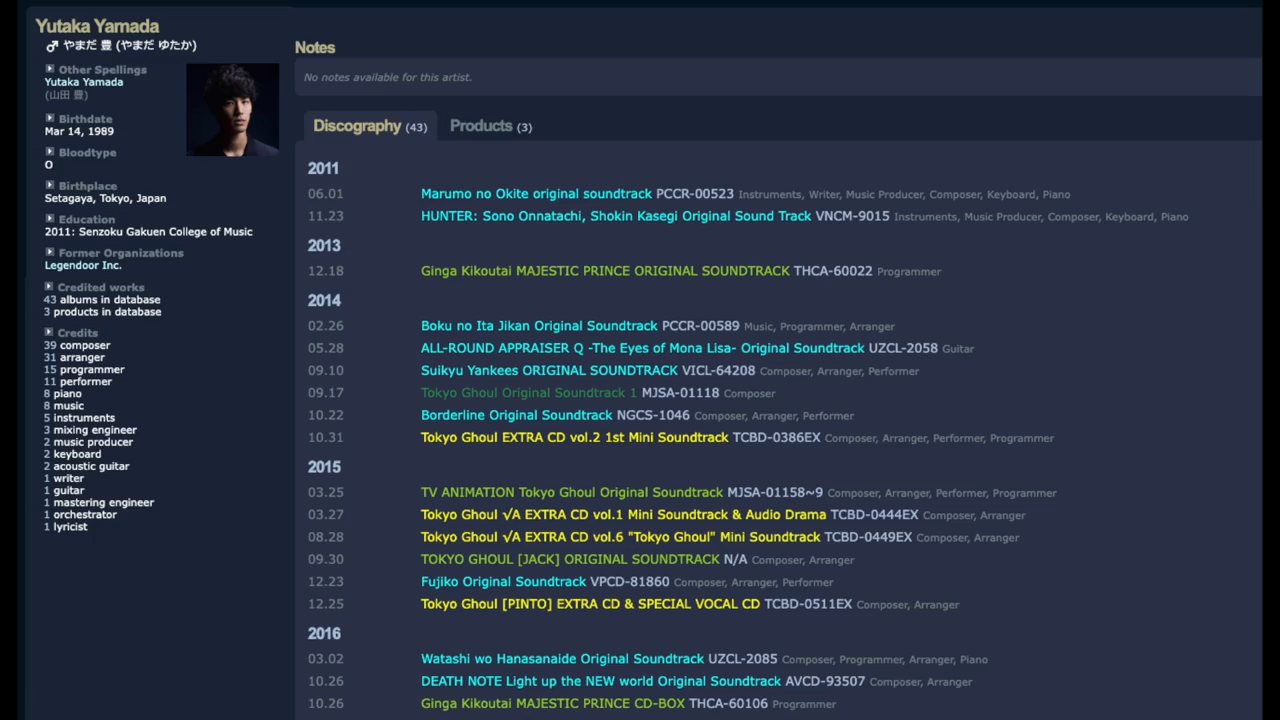 Yutaka Yamada
♂ やまだ 豊 (やまだ ゆたか)
Other Spellings
Yutaka Yamada
(山田 豊)
Birthdate
Mar 14, 1989
Bloodtype
O
Birthplace
Setagaya, Tokyo, Japan
Education
2011: Senzoku Gakuen College of Music
Former Organizations
Legendoor Inc.
Credited works
43 albums in database
3 products in database
Credits
39 composer
31 arranger
15 programmer
11 performer
8 piano
8 music
5 instruments
3 mixing engineer
2 music producer
2 keyboard
2 acoustic guitar
1 writer
1 guitar
1 mastering engineer
1 orchestrator
1 lyricist
Notes
No notes available for this artist.
Discography (43) Products (3)
2011
06.01 Marumo no Okite original soundtrack PCCR-00523 Instruments, Writer, Music Producer, Composer, Keyboard, Piano
11.23 HUNTER: Sono Onnatachi, Shokin Kasegi Original Sound Track VNCM-9015 Instruments, Music Producer, Composer, Keyboard, Piano
2013
12.18 Ginga Kikoutai MAJESTIC PRINCE ORIGINAL SOUNDTRACK THCA-60022 Programmer
2014
02.26 Boku no Ita Jikan Original Soundtrack PCCR-00589 Music, Programmer, Arranger
05.28 ALL-ROUND APPRAISER Q -The Eyes of Mona Lisa- Original Soundtrack UZCL-2058 Guitar
09.10 Suikyu Yankees ORIGINAL SOUNDTRACK VICL-64208 Composer, Arranger, Performer
09.17 Tokyo Ghoul Original Soundtrack 1 MJSA-01118 Composer
10.22 Borderline Original Soundtrack NGCS-1046 Composer, Arranger, Performer
10.31 Tokyo Ghoul EXTRA CD vol.2 1st Mini Soundtrack TCBD-0386EX Composer, Arranger, Performer, Programmer
2015
03.25 TV ANIMATION Tokyo Ghoul Original Soundtrack MJSA-01158~9 Composer, Arranger, Performer, Programmer
03.27 Tokyo Ghoul √A EXTRA CD vol.1 Mini Soundtrack & Audio Drama TCBD-0444EX Composer, Arranger
08.28 Tokyo Ghoul √A EXTRA CD vol.6 "Tokyo Ghoul" Mini Soundtrack TCBD-0449EX Composer, Arranger
09.30 TOKYO GHOUL [JACK] ORIGINAL SOUNDTRACK N/A Composer, Arranger
12.23 Fujiko Original Soundtrack VPCD-81860 Composer, Arranger, Performer
12.25 Tokyo Ghoul [PINTO] EXTRA CD & SPECIAL VOCAL CD TCBD-0511EX Composer, Arranger
2016
03.02 Watashi wo Hanasanaide Original Soundtrack UZCL-2085 Composer, Programmer, Arranger, Piano
10.26 DEATH NOTE Light up the NEW world Original Soundtrack AVCD-93507 Composer, Arranger
10.26 Ginga Kikoutai MAJESTIC PRINCE CD-BOX THCA-60106 Programmer